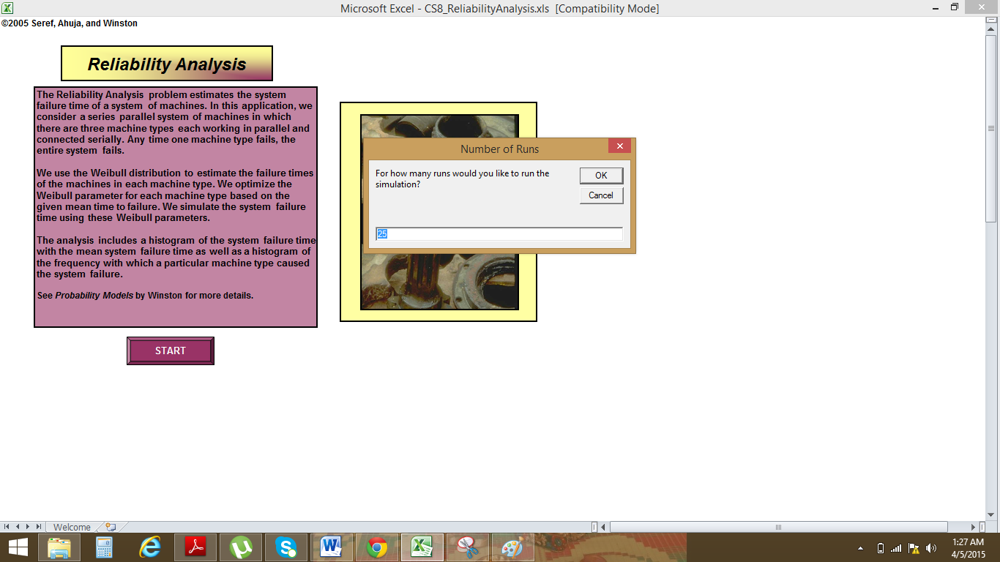 Microsoft Excel - CS8_ReliabilityAnalysis.xls [Compatibility Mode]
©2005 Seref, Ahuja, and Winston
Reliability Analysis
The Reliability Analysis problem estimates the system
failure time of a system of machines. In this application, we
consider a series parallel system of machines in which
there are three machine types each working in parallel and
connected serially. Any time one machine type fails, the
entire system fails.
We use the Weibull distribution to estimate the failure times
of the machines in each machine type. We optimize the
Weibull parameter for each machine type based on the
given mean time to failure. We simulate the system failure
time using these Weibull parameters.
The analysis includes a histogram of the system failure time
with the mean system failure time as well as a histogram of
the frequency with which a particular machine type caused
the system failure.
See Probability Models by Winston for more details.
START
Number of Runs
For how many runs would you like to run the
simulation?
OK
Cancel
25
Welcome
1:27 AM
4/5/2015